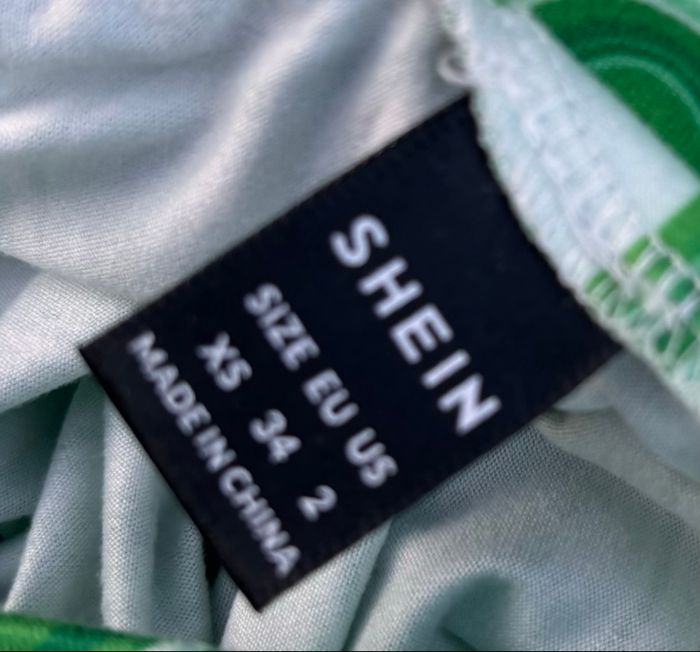 SHEIN
SIZE EU US
XS 34 2
MADE IN CHINA